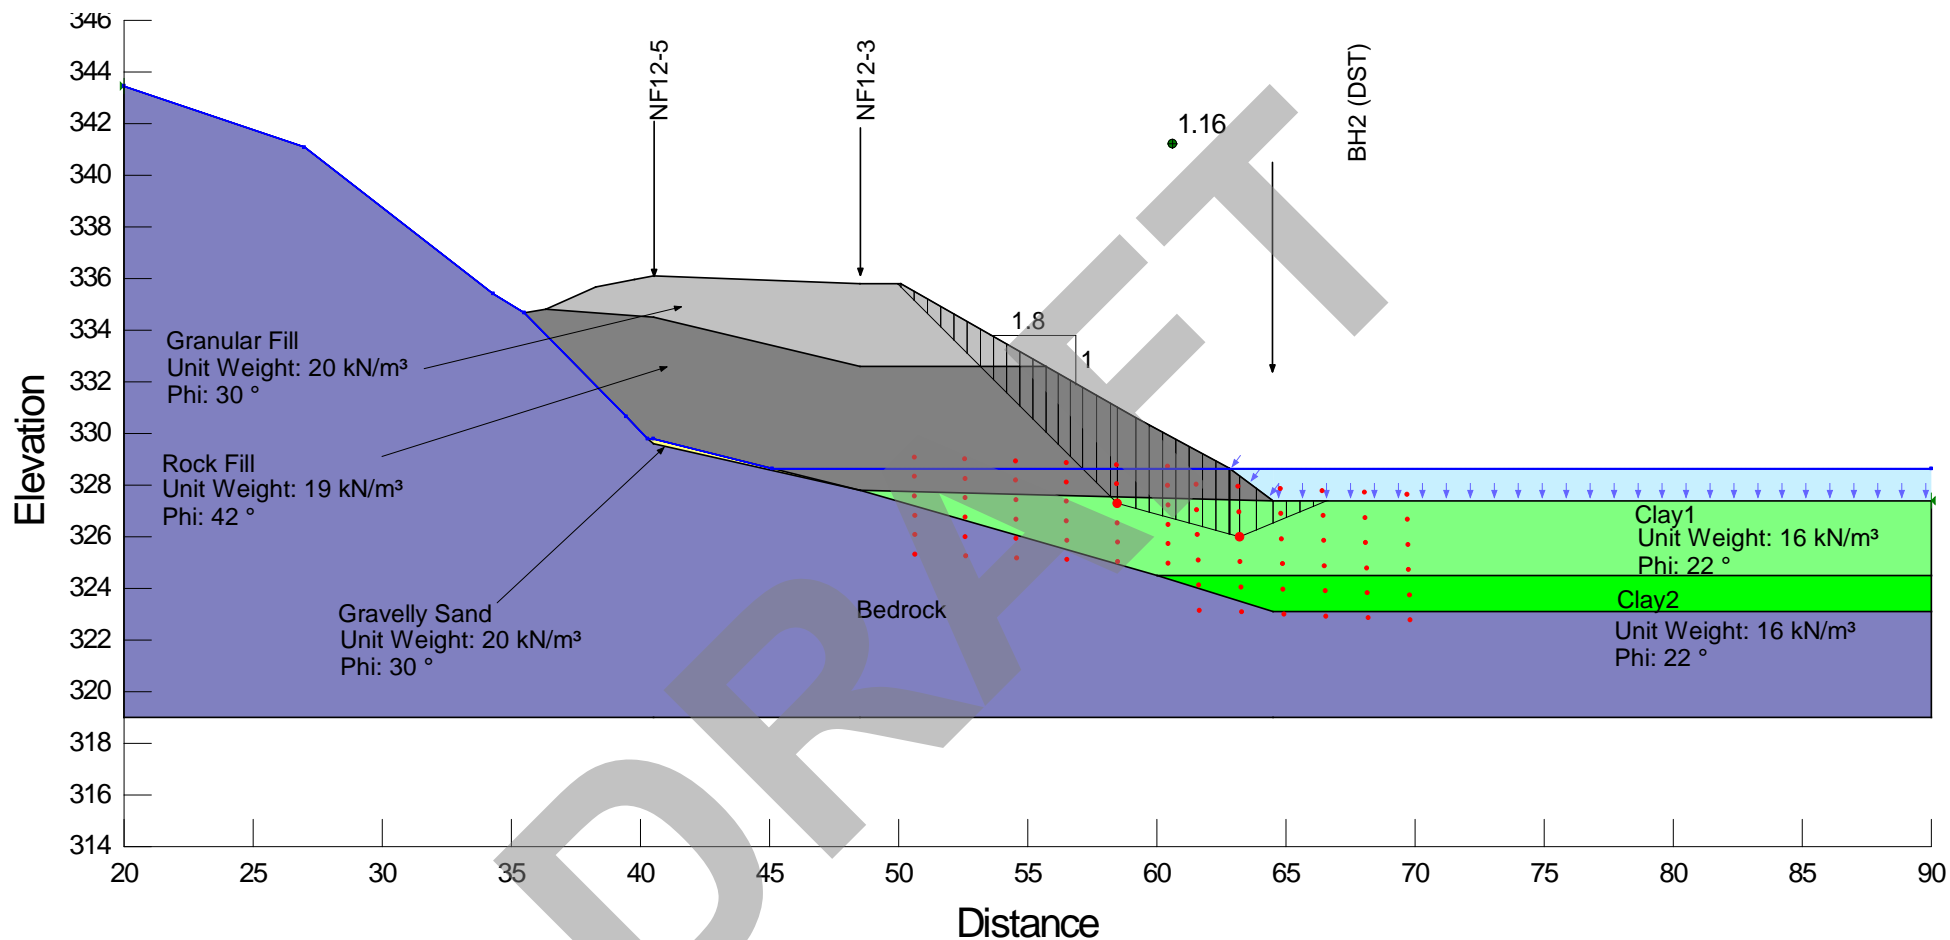 346
344
342
340
338
336
334
332
330
328
326
324
322
320
318
316
314
Elevation
NF12-5
NF12-3
BH2 (DST)
1.16
1.8
1
Granular Fill
Unit Weight: 20 kN/m³
Phi: 30 °
Rock Fill
Unit Weight: 19 kN/m³
Phi: 42 °
Gravelly Sand
Unit Weight: 20 kN/m³
Phi: 30 °
Bedrock
Clay1
Unit Weight: 16 kN/m³
Phi: 22 °
Clay2
Unit Weight: 16 kN/m³
Phi: 22 °
DRAFT
20 25 30 35 40 45 50 55 60 65 70 75 80 85 90
Distance